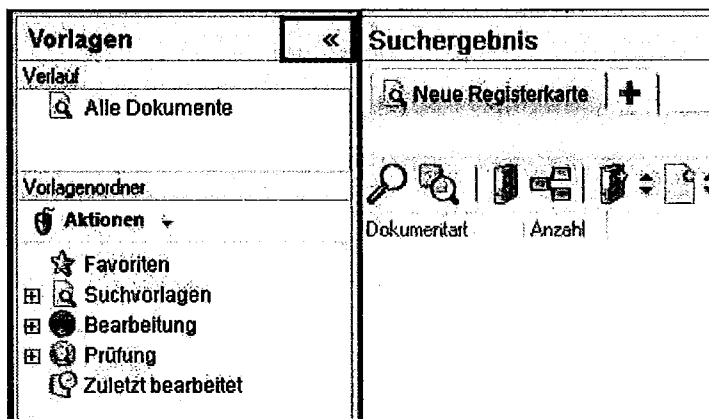 Vorlagen «
Verlauf
Alle Dokumente
Vorlagenordner
Aktionen
Favoriten
Suchvorlagen
Bearbeitung
Prüfung
Zuletzt bearbeitet
Suchergebnis
Neue Registerkarte +
Dokumentart Anzahl